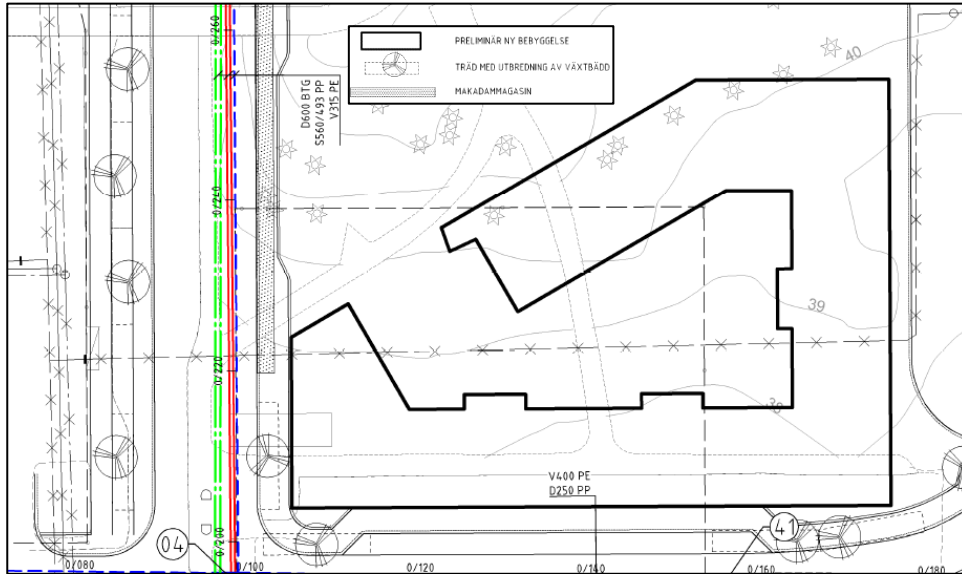 0/260
PRELIMINÄR NY BEBYGGELSE
TRÄD MED UTBREDNING AV VÄXTBÄDD
MAKADAMMAGASIN
40
D600 BTG
S560/493 PP
V315 PE
0/240
39
0/220
38
V400 PE
D250 PP
04
0/200
41
0/080
0/100
0/120
0/140
0/160
0/180